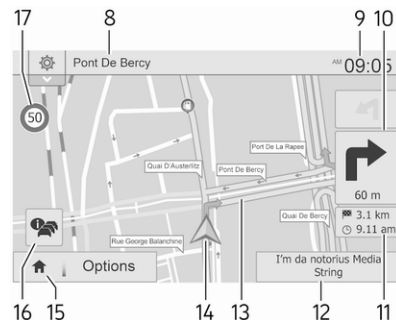 17
8
9
10
Pont De Bercy
AM 09:05
50
Port De La Rapee
Quai D'Austerlitz
Pont De Bercy
60 m
Quai De Bercy
3.1 km
9.11 am
Rue George Balanchine
Options
I'm da notorius Media
String
16
15
14
13
12
11